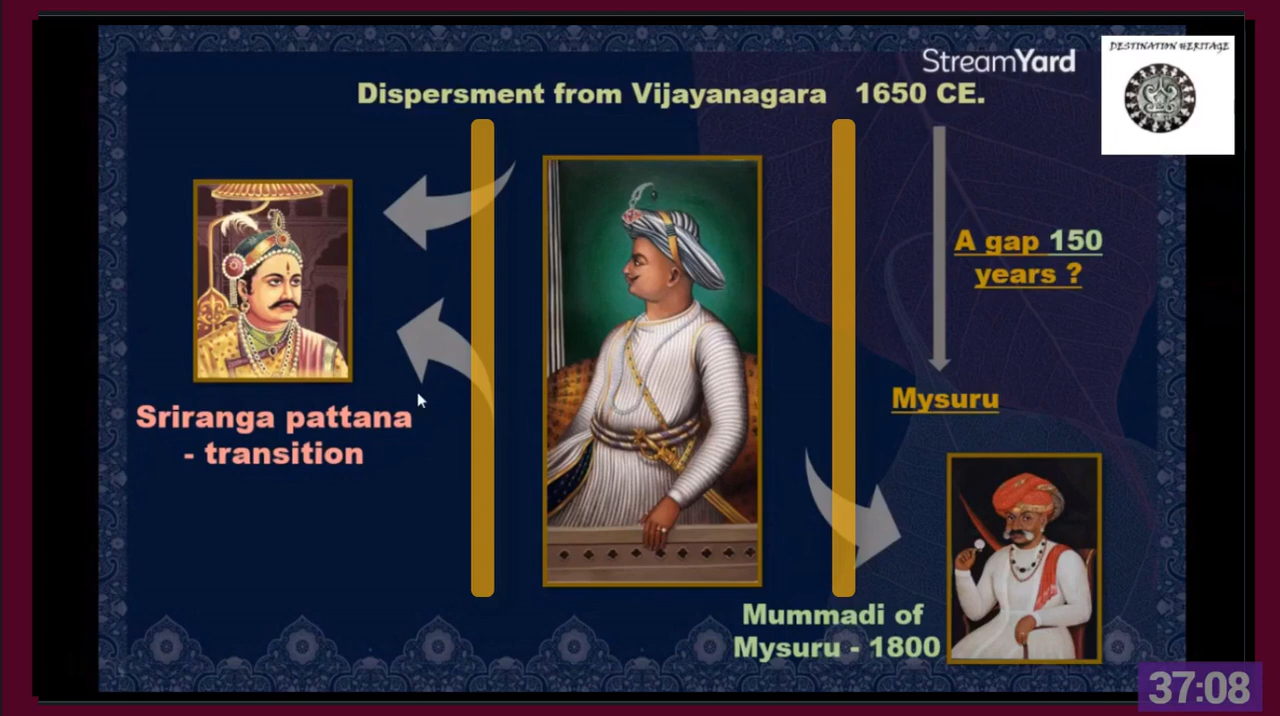 StreamYard
DESTINATION HERITAGE
Dispersment from Vijayanagara 1650 CE.
A gap 150
years ?
Sriranga pattana
- transition
Mysuru
Mummadi of
Mysuru - 1800
37:08